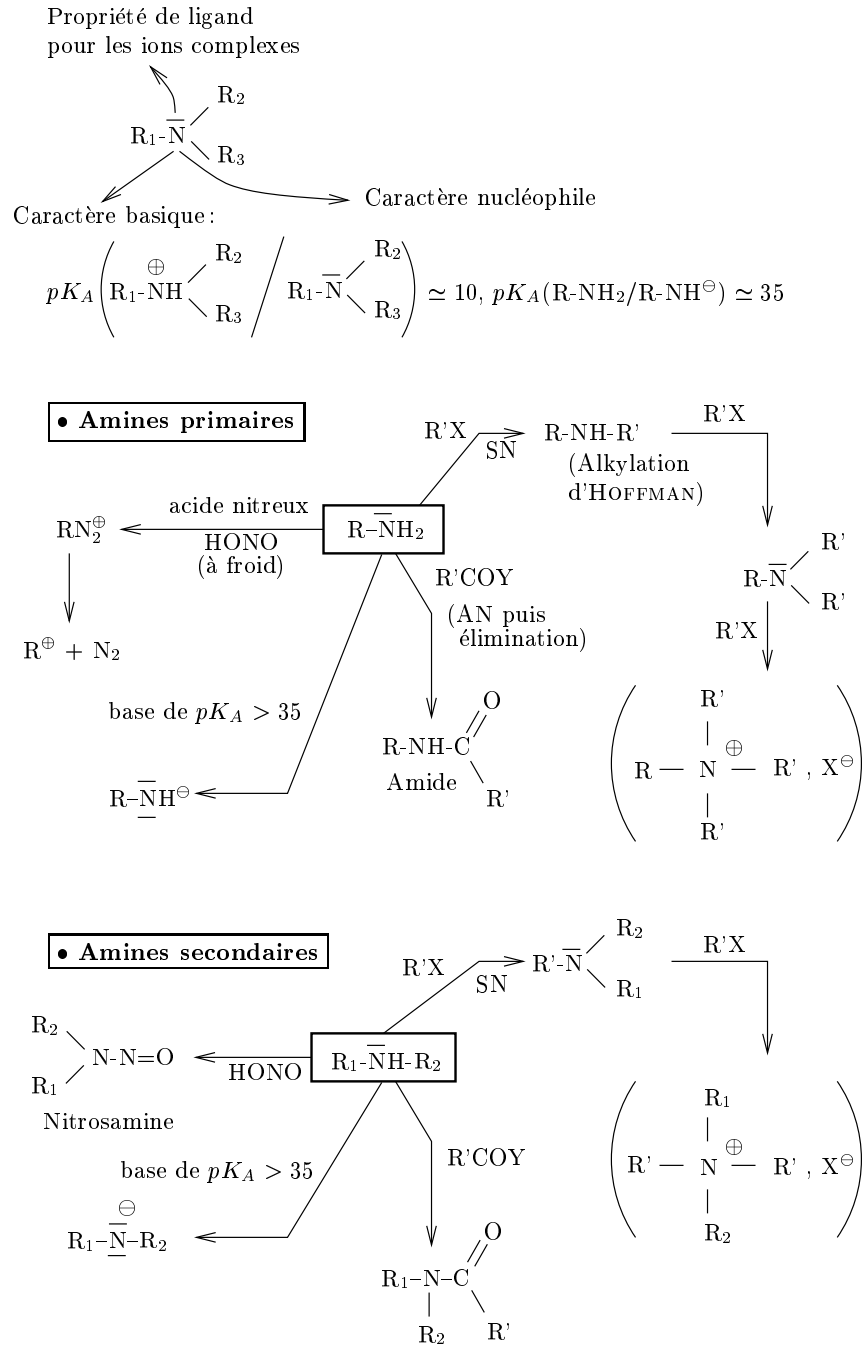 Propriété de ligand
pour les ions complexes
R₂
R₁-N
R₃
Caractère nucléophile
Caractère basique :
pK_A ( R₁-NH⊕ R₂ R₃ / R₁-N R₂ R₃ ) ≃ 10, pK_A(R-NH₂/R-NH⊖) ≃ 35
• Amines primaires
R'X
SN
R-NH-R'
R'X
(Alkylation
d'HOFFMAN)
acide nitreux
RN₂⊕
R–NH₂
HONO
(à froid)
R'COY
(AN puis
élimination)
R'
R-N
R'
R'X
R⊕ + N₂
base de pK_A > 35
O
R-NH-C
R'
Amide
R–NH⊖
R'
R — N⊕ — R' , X⊖
R'
• Amines secondaires
R'X
SN
R₂
R'-N
R₁
R'X
R₂
N-N=O
R₁
HONO
R₁-NH-R₂
Nitrosamine
base de pK_A > 35
R'COY
R₁
R' — N⊕ — R' , X⊖
R₂
⊖
R₁–N–R₂
O
R₁–N–C
R₂
R'